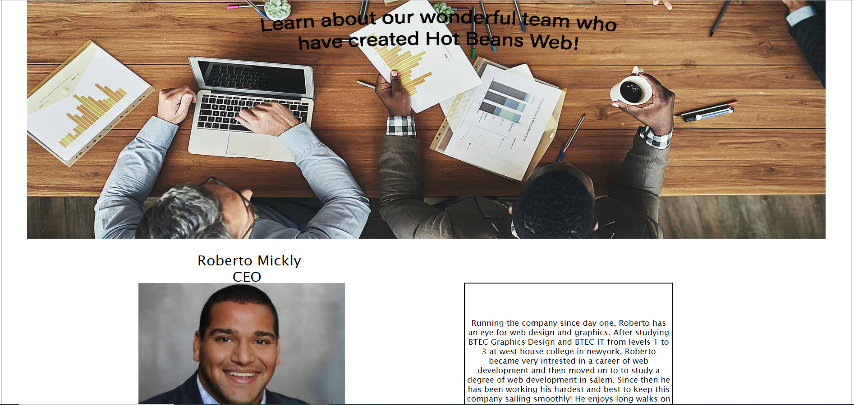 Learn about our wonderful team who
have created Hot Beans Web!
Roberto Mickly
CEO
Running the company since day one, Roberto has
an eye for web design and graphics. After studying
BTEC Graphics Design and BTEC IT from levels 1 to
3 at west house college in newyork, Roberto
became very intrested in a career of web
development and then moved on to to study a
degree of web development in salem. Since then he
has been working his hardest and best to keep this
company sailing smoothly! He enjoys long walks on